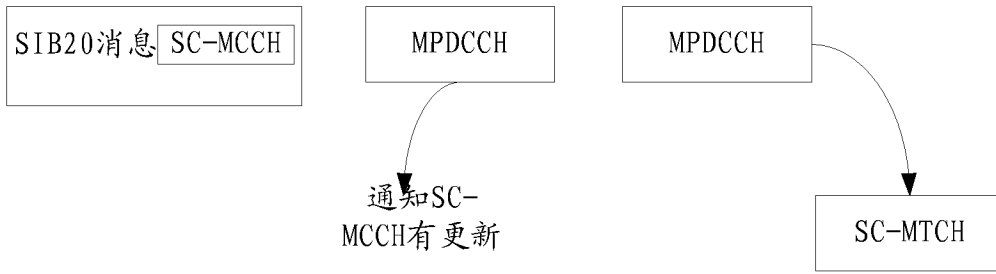 SIB20消息 SC-MCCH
MPDCCH
MPDCCH
通知SC-
MCCH有更新
SC-MTCH